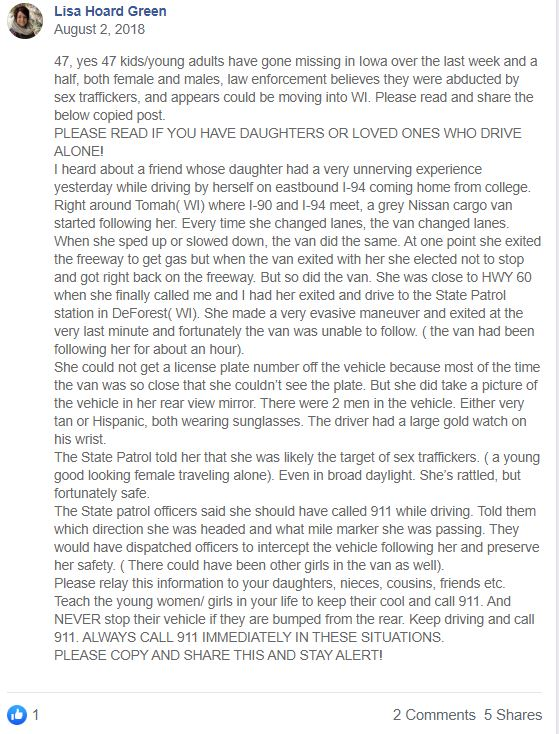 Lisa Hoard Green
August 2, 2018
47, yes 47 kids/young adults have gone missing in Iowa over the last week and a
half, both female and males, law enforcement believes they were abducted by
sex traffickers, and appears could be moving into WI. Please read and share the
below copied post.
PLEASE READ IF YOU HAVE DAUGHTERS OR LOVED ONES WHO DRIVE
ALONE!
I heard about a friend whose daughter had a very unnerving experience
yesterday while driving by herself on eastbound I-94 coming home from college.
Right around Tomah( WI) where I-90 and I-94 meet, a grey Nissan cargo van
started following her. Every time she changed lanes, the van changed lanes.
When she sped up or slowed down, the van did the same. At one point she exited
the freeway to get gas but when the van exited with her she elected not to stop
and got right back on the freeway. But so did the van. She was close to HWY 60
when she finally called me and I had her exited and drive to the State Patrol
station in DeForest( WI). She made a very evasive maneuver and exited at the
very last minute and fortunately the van was unable to follow. ( the van had been
following her for about an hour).
She could not get a license plate number off the vehicle because most of the time
the van was so close that she couldn't see the plate. But she did take a picture of
the vehicle in her rear view mirror. There were 2 men in the vehicle. Either very
tan or Hispanic, both wearing sunglasses. The driver had a large gold watch on
his wrist.
The State Patrol told her that she was likely the target of sex traffickers. ( a young
good looking female traveling alone). Even in broad daylight. She's rattled, but
fortunately safe.
The State patrol officers said she should have called 911 while driving. Told them
which direction she was headed and what mile marker she was passing. They
would have dispatched officers to intercept the vehicle following her and preserve
her safety. ( There could have been other girls in the van as well).
Please relay this information to your daughters, nieces, cousins, friends etc.
Teach the young women/ girls in your life to keep their cool and call 911. And
NEVER stop their vehicle if they are bumped from the rear. Keep driving and call
911. ALWAYS CALL 911 IMMEDIATELY IN THESE SITUATIONS.
PLEASE COPY AND SHARE THIS AND STAY ALERT!
1
2 Comments 5 Shares